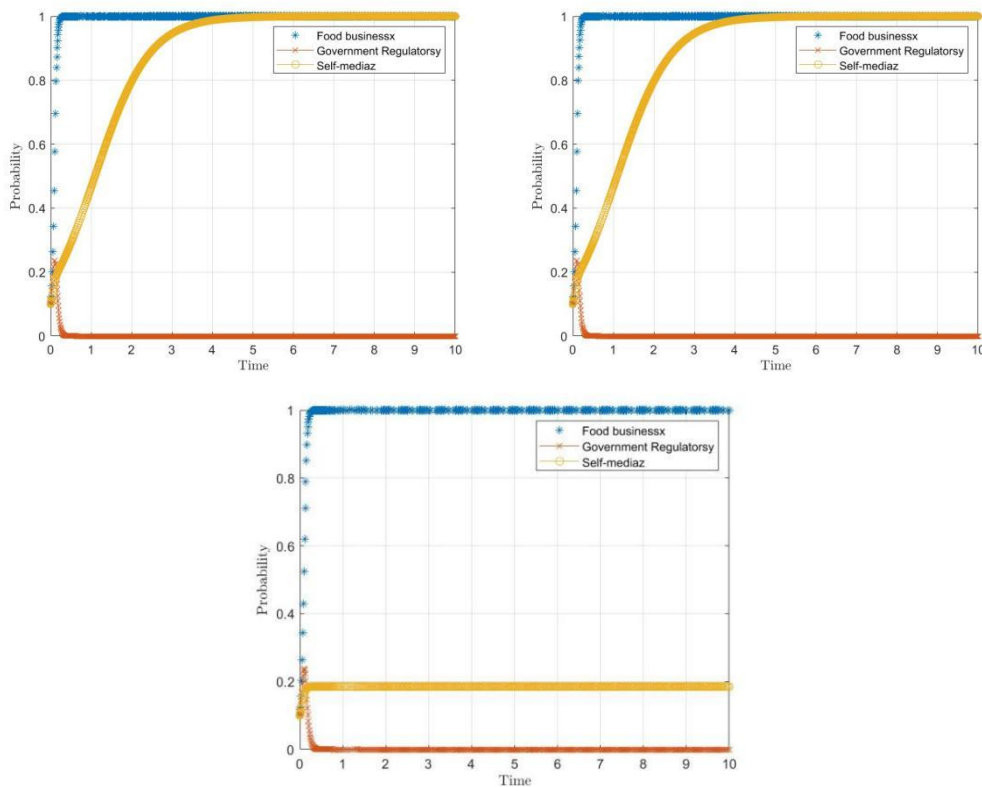 1
0.8
0.6
0.4
0.2
0
Probability
0 1 2 3 4 5 6 7 8 9 10
Time
Food businessx
Government Regulatorsy
Self-mediaz
1
0.8
0.6
0.4
0.2
0
Probability
0 1 2 3 4 5 6 7 8 9 10
Time
Food businessx
Government Regulatorsy
Self-mediaz
1
0.8
0.6
0.4
0.2
0
Probability
0 1 2 3 4 5 6 7 8 9 10
Time
Food businessx
Government Regulatorsy
Self-mediaz